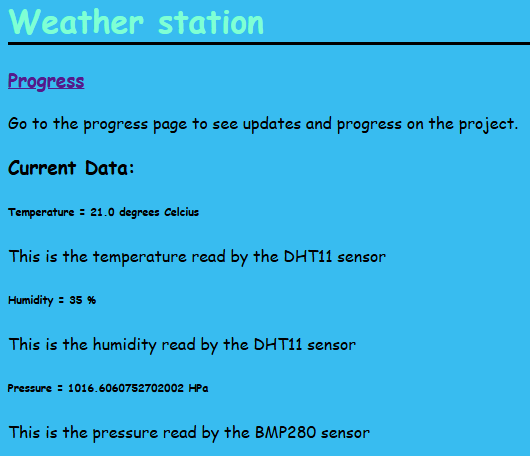 Weather station
Progress
Go to the progress page to see updates and progress on the project.
Current Data:
Temperature = 21.0 degrees Celcius
This is the temperature read by the DHT11 sensor
Humidity = 35 %
This is the humidity read by the DHT11 sensor
Pressure = 1016.6060752702002 HPa
This is the pressure read by the BMP280 sensor